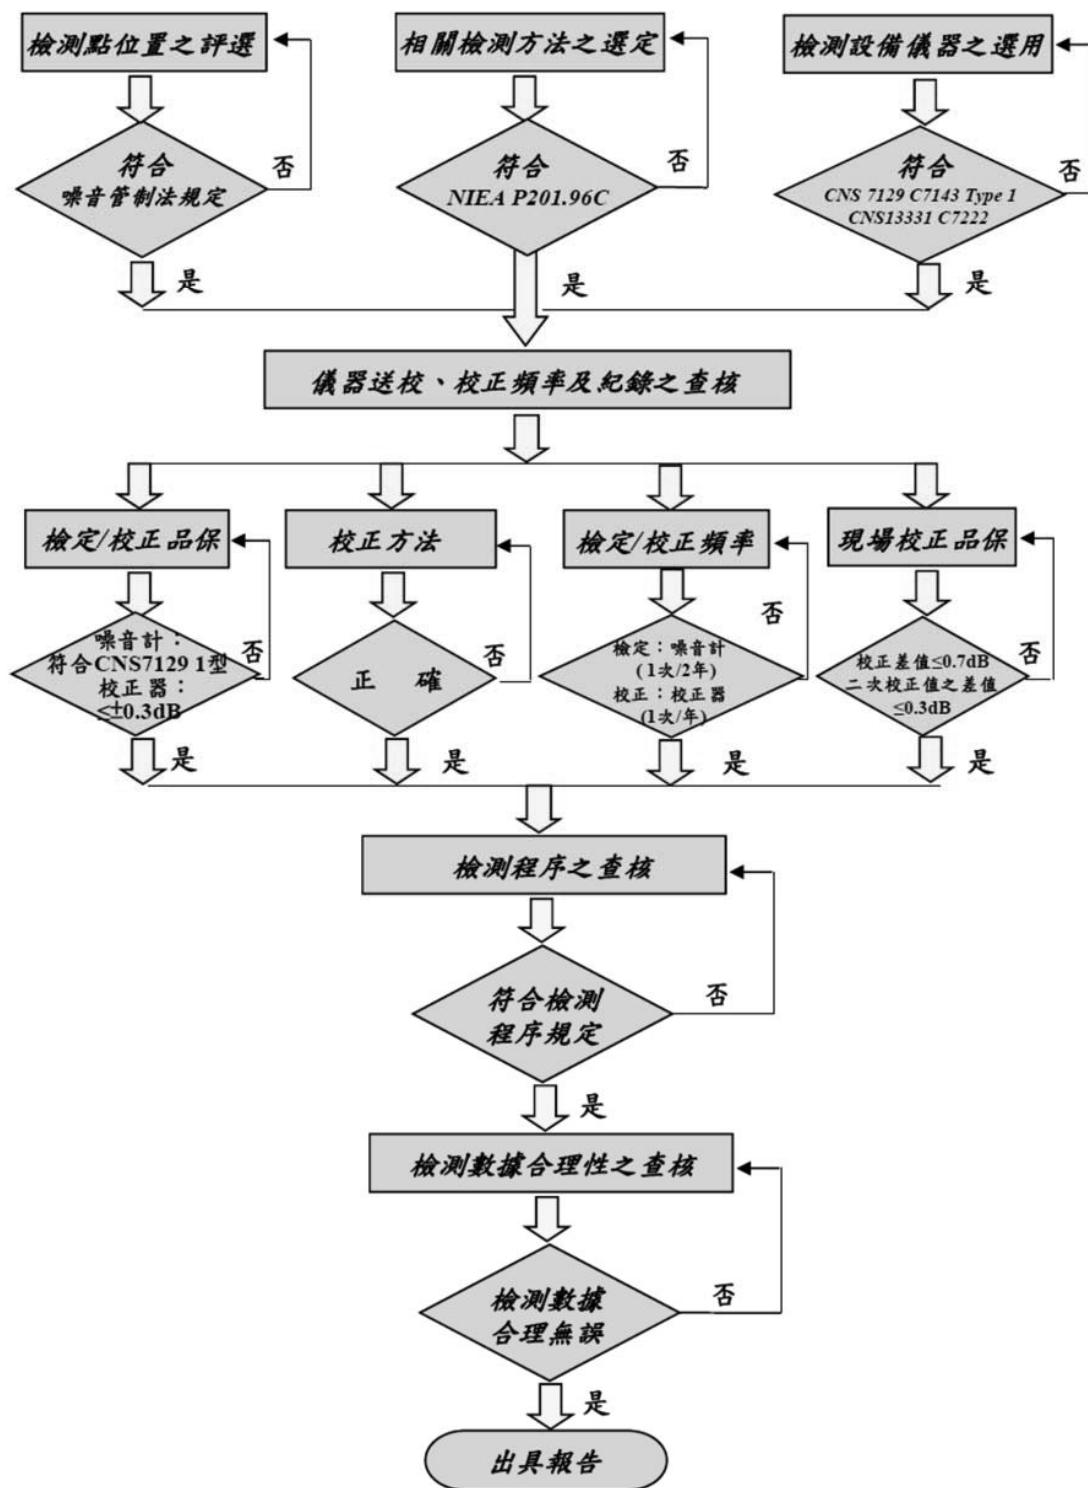 檢測點位置之評選
相關檢測方法之選定
檢測設備儀器之選用
符合
噪音管制法規定
否
符合
NIEA P201.96C
否
符合
CNS 7129 C7143 Type 1
CNS13331 C7222
否
是
是
是
儀器送校、校正頻率及紀錄之查核
檢定/校正品保
校正方法
檢定/校正頻率
現場校正品保
噪音計：
符合CNS7129 1型
校正器：
≤±0.3dB
否
正 確
否
檢定：噪音計
(1次/2年)
校正：校正器
(1次/年)
否
校正差值≤0.7dB
二次校正值之差值
≤0.3dB
否
是
是
是
是
檢測程序之查核
符合檢測
程序規定
否
是
檢測數據合理性之查核
檢測數據
合理無誤
否
是
出具報告